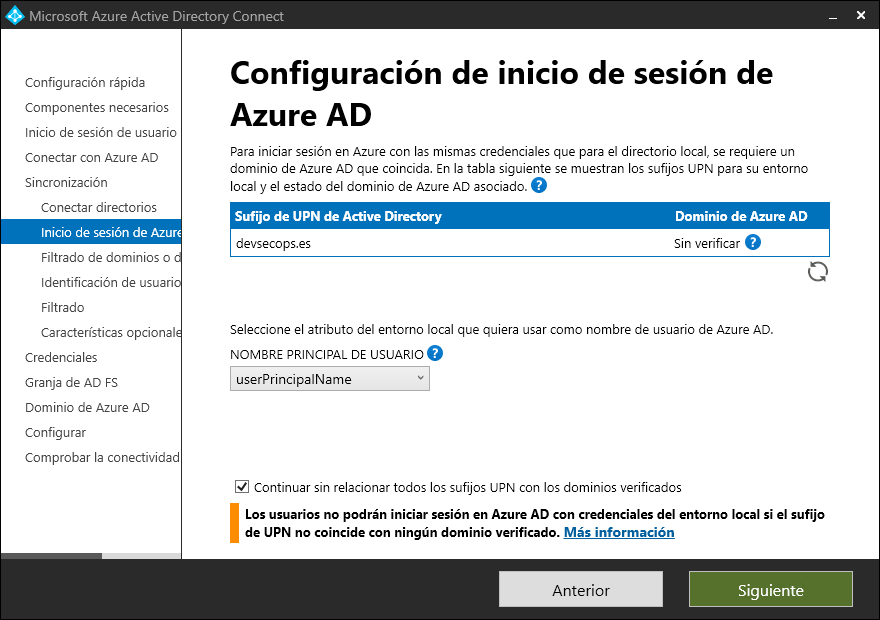 Microsoft Azure Active Directory Connect
Configuración rápida
Componentes necesarios
Inicio de sesión de usuario
Conectar con Azure AD
Sincronización
Conectar directorios
Inicio de sesión de Azure
Filtrado de dominios o d
Identificación de usuario
Filtrado
Características opcionale
Credenciales
Granja de AD FS
Dominio de Azure AD
Configurar
Comprobar la conectividad
Configuración de inicio de sesión de
Azure AD
Para iniciar sesión en Azure con las mismas credenciales que para el directorio local, se requiere un
dominio de Azure AD que coincida. En la tabla siguiente se muestran los sufijos UPN para su entorno
local y el estado del dominio de Azure AD asociado. ?
Sufijo de UPN de Active Directory Dominio de Azure AD
devsecops.es Sin verificar ?
Seleccione el atributo del entorno local que quiera usar como nombre de usuario de Azure AD.
NOMBRE PRINCIPAL DE USUARIO ?
userPrincipalName
Continuar sin relacionar todos los sufijos UPN con los dominios verificados
Los usuarios no podrán iniciar sesión en Azure AD con credenciales del entorno local si el sufijo
de UPN no coincide con ningún dominio verificado. Más información
Anterior
Siguiente